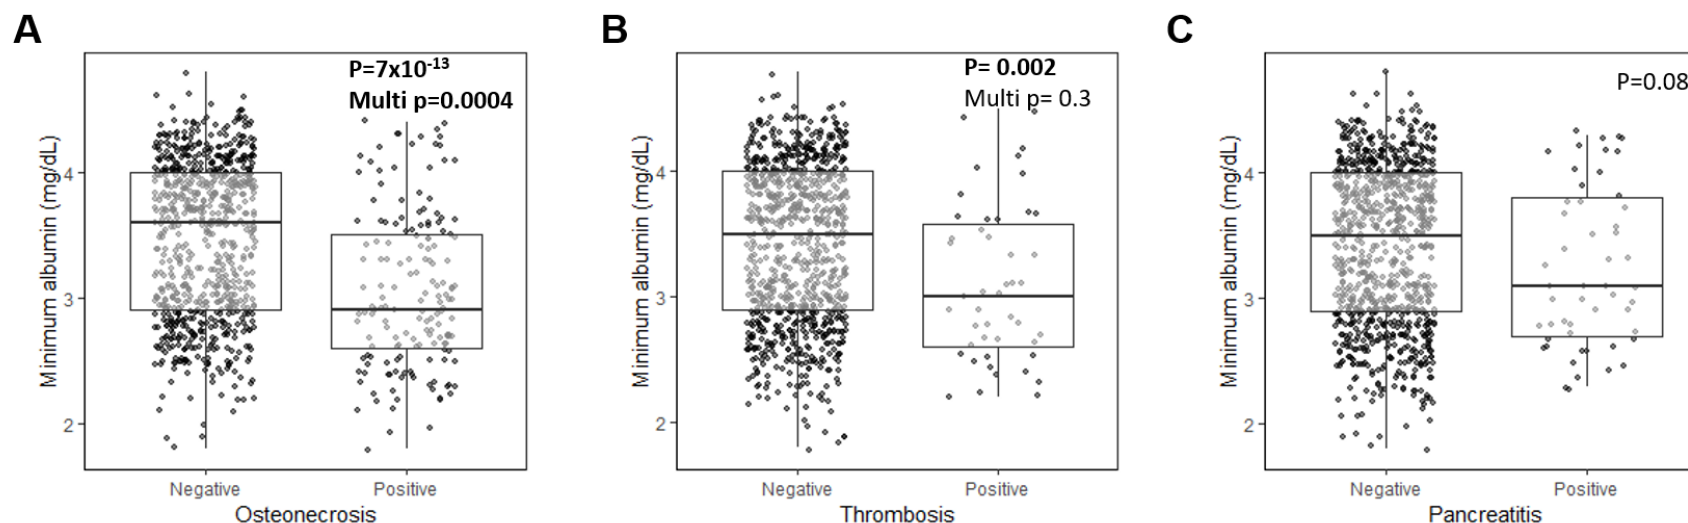 A
P=7x10⁻¹³
Multi p=0.0004
Minimum albumin (mg/dL)
4
3
2
Negative
Positive
Osteonecrosis
B
P= 0.002
Multi p= 0.3
Minimum albumin (mg/dL)
4
3
2
Negative
Positive
Thrombosis
C
P=0.08
Minimum albumin (mg/dL)
4
3
2
Negative
Positive
Pancreatitis